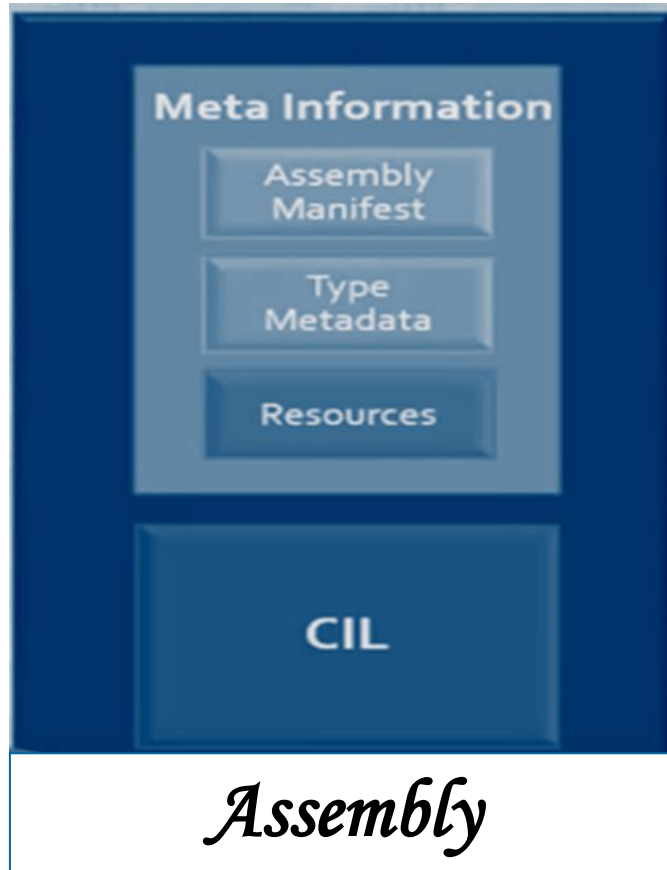 Meta Information
Assembly
Manifest
Type
Metadata
Resources
CIL
Assembly